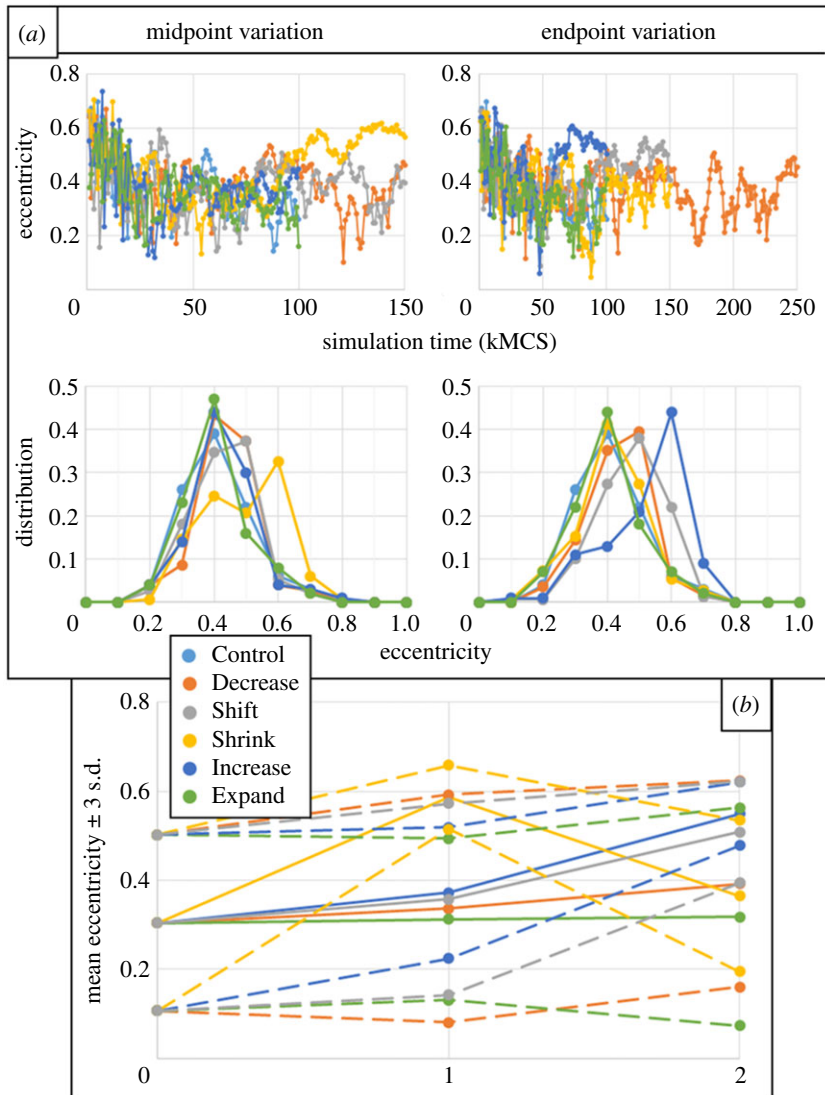 (a) midpoint variation endpoint variation
0.8 0.8
0.6 0.6
0.4 0.4
0.2 0.2
0 50 100 150 0 50 100 150 200 250
eccentricity
simulation time (kMCS)
0.5 0.5
0.4 0.4
0.3 0.3
0.2 0.2
0.1 0.1
0 0.2 0.4 0.6 0.8 1.0 0 0.2 0.4 0.6 0.8 1.0
distribution
eccentricity
Control
Decrease
Shift
Shrink
Increase
Expand
(b)
0.8
0.6
0.4
0.2
0 1 2
mean eccentricity ± 3 s.d.